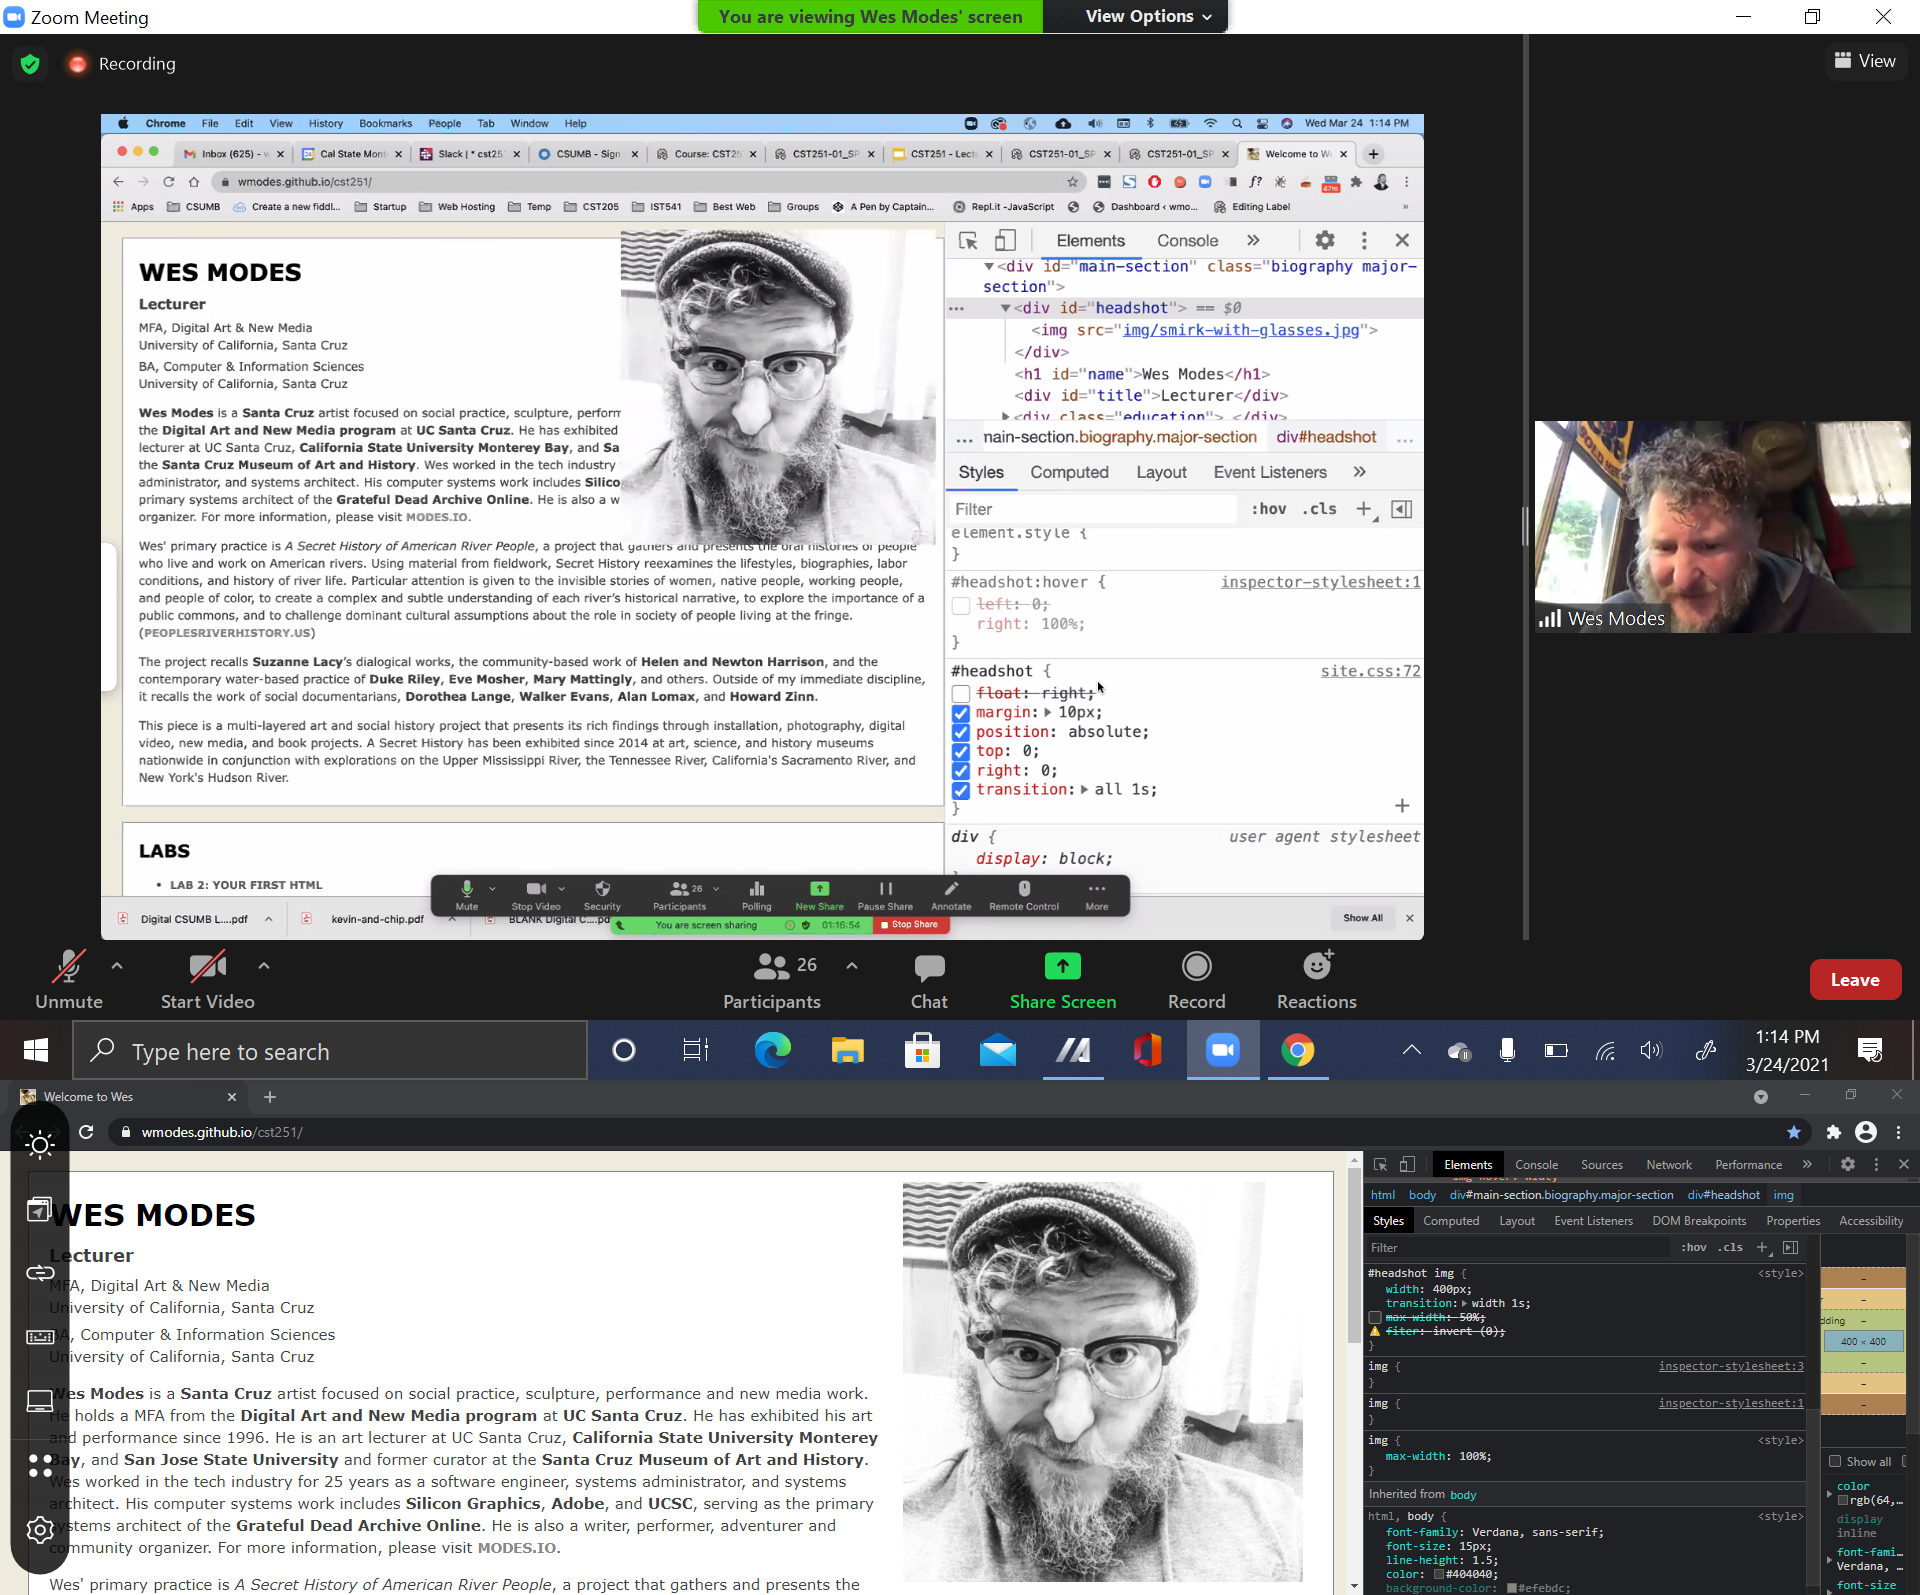 Zoom Meeting
You are viewing Wes Modes' screen
View Options
Recording
View
Chrome File Edit View History Bookmarks People Tab Window Help
Wed Mar 24 1:14 PM
Inbox (625) - w
Cal State Mont
Slack | * cst25
CSUMB - Sign
Course: CST2
CST251-01_SP
CST251 - Lect
CST251-01_SP
CST251-01_SP
Welcome to W
wmodes.github.io/cst251/
47m
Apps
CSUMB
Create a new fiddl...
Startup
Web Hosting
Temp
CST205
IST541
Best Web
Groups
A Pen by Captain...
Repl.it -JavaScript
Dashboard ‹ wmo...
Editing Label
»
WES MODES
Lecturer
MFA, Digital Art & New Media
University of California, Santa Cruz
BA, Computer & Information Sciences
University of California, Santa Cruz
Wes Modes is a Santa Cruz artist focused on social practice, sculpture, perform
the Digital Art and New Media program at UC Santa Cruz. He has exhibited
lecturer at UC Santa Cruz, California State University Monterey Bay, and Sa
the Santa Cruz Museum of Art and History. Wes worked in the tech industry
administrator, and systems architect. His computer systems work includes Silico
primary systems architect of the Grateful Dead Archive Online. He is also a w
organizer. For more information, please visit MODES.IO.
Wes' primary practice is A Secret History of American River People, a project that gathers and presents the oral histories of people
who live and work on American rivers. Using material from fieldwork, Secret History reexamines the lifestyles, biographies, labor
conditions, and history of river life. Particular attention is given to the invisible stories of women, native people, working people,
and people of color, to create a complex and subtle understanding of each river's historical narrative, to explore the importance of a
public commons, and to challenge dominant cultural assumptions about the role in society of people living at the fringe.
(PEOPLESRIVERHISTORY.US)
The project recalls Suzanne Lacy's dialogical works, the community-based work of Helen and Newton Harrison, and the
contemporary water-based practice of Duke Riley, Eve Mosher, Mary Mattingly, and others. Outside of my immediate discipline,
it recalls the work of social documentarians, Dorothea Lange, Walker Evans, Alan Lomax, and Howard Zinn.
This piece is a multi-layered art and social history project that presents its rich findings through installation, photography, digital
video, new media, and book projects. A Secret History has been exhibited since 2014 at art, science, and history museums
nationwide in conjunction with explorations on the Upper Mississippi River, the Tennessee River, California's Sacramento River, and
New York's Hudson River.
LABS
• LAB 2: YOUR FIRST HTML
Elements Console »
<div id="main-section" class="biography major-
section">
<div id="headshot"> == $0
<img src="img/smirk-with-glasses.jpg">
</div>
<h1 id="name">Wes Modes</h1>
<div id="title">Lecturer</div>
<div class="education"> </div>
... nain-section.biography.major-section div#headshot ...
Styles Computed Layout Event Listeners »
Filter :hov .cls +
element.style {
}
#headshot:hover { inspector-stylesheet:1
left: 0;
right: 100%;
}
#headshot { site.css:72
float: right;
margin: 10px;
position: absolute;
top: 0;
right: 0;
transition: all 1s;
}
div { user agent stylesheet
display: block;
Mute
Stop Video
Security
26
Participants
Polling
New Share
Pause Share
Annotate
Remote Control
More
Digital CSUMB L....pdf
kevin-and-chip.pdf
BLANK Digital C....pd
You are screen sharing
01:16:54
Stop Share
Show All
Wes Modes
Unmute
Start Video
26
Participants
Chat
Share Screen
Record
Reactions
Leave
Type here to search
1:14 PM
3/24/2021
Welcome to Wes
wmodes.github.io/cst251/
WES MODES
Lecturer
MFA, Digital Art & New Media
University of California, Santa Cruz
BA, Computer & Information Sciences
University of California, Santa Cruz
Wes Modes is a Santa Cruz artist focused on social practice, sculpture, performance and new media work.
He holds a MFA from the Digital Art and New Media program at UC Santa Cruz. He has exhibited his art
and performance since 1996. He is an art lecturer at UC Santa Cruz, California State University Monterey
Bay, and San Jose State University and former curator at the Santa Cruz Museum of Art and History.
Wes worked in the tech industry for 25 years as a software engineer, systems administrator, and systems
architect. His computer systems work includes Silicon Graphics, Adobe, and UCSC, serving as the primary
systems architect of the Grateful Dead Archive Online. He is also a writer, performer, adventurer and
community organizer. For more information, please visit MODES.IO.
Wes' primary practice is A Secret History of American River People, a project that gathers and presents the
Elements Console Sources Network Performance »
html body div#main-section.biography.major-section div#headshot img
Styles Computed Layout Event Listeners DOM Breakpoints Properties Accessibility
Filter :hov .cls +
#headshot img { <style>
width: 400px;
transition: width 1s;
max-width: 50%;
fiter: invert (0);
}
img { inspector-stylesheet:3
}
img { inspector-stylesheet:1
}
img { <style>
max-width: 100%;
}
Inherited from body
html, body { <style>
font-family: Verdana, sans-serif;
font-size: 15px;
line-height: 1.5;
color: #404040;
background-color: #efebdc;
dding
400 × 400
Show all
color
rgb(64,...
display
inline
font-fami...
Verdana, ...
font-size